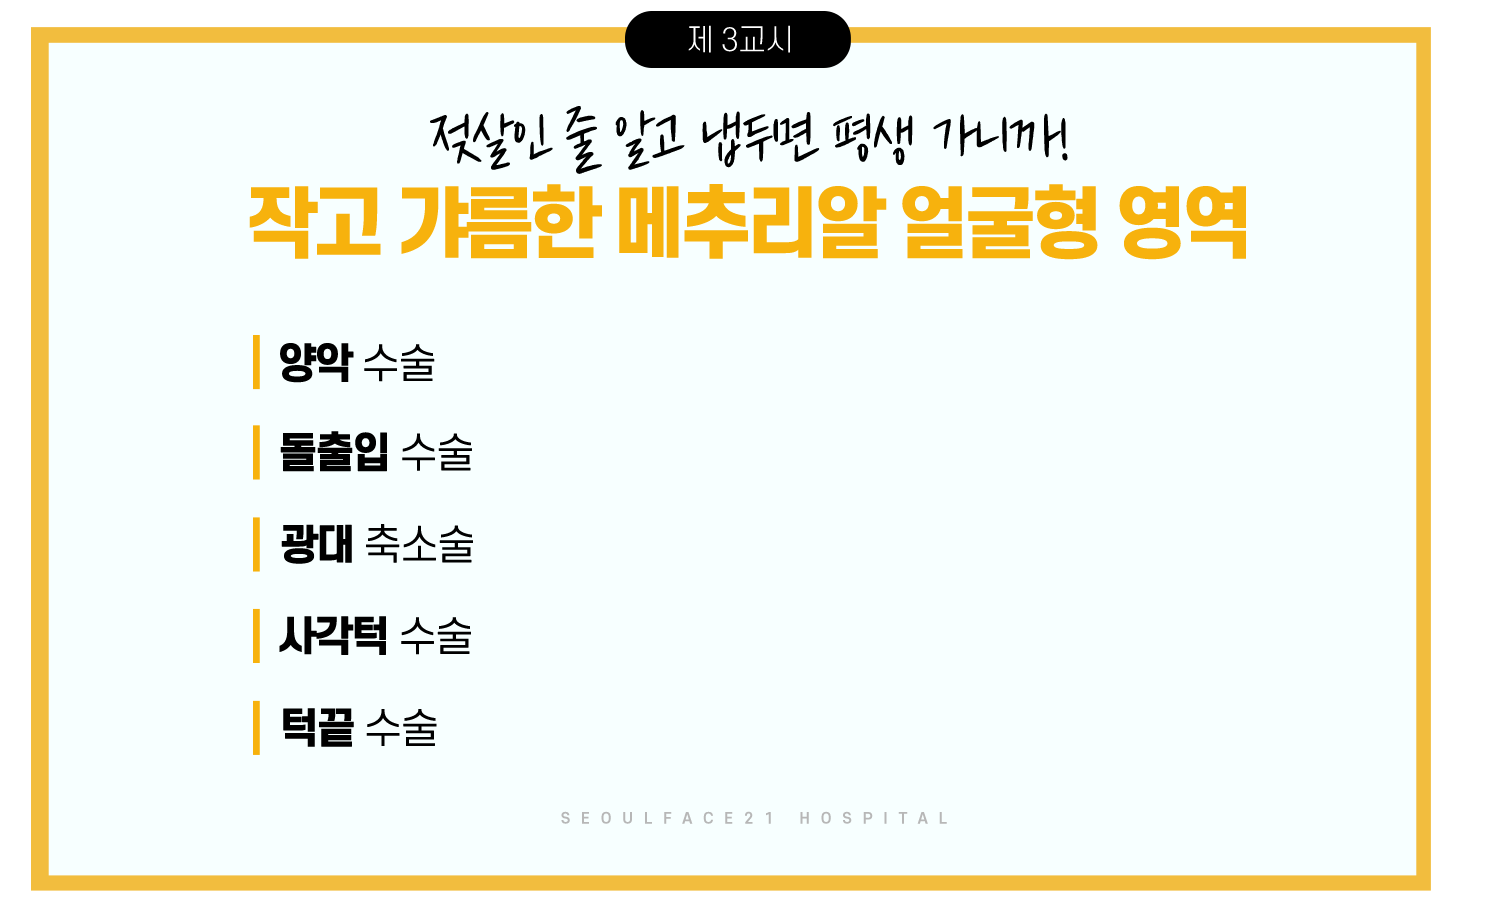 제 3교시
젖살인 줄 알고 냅두면 평생 가니까!
작고 갸름한 메추리알 얼굴형 영역
양악 수술
돌출입 수술
광대 축소술
사각턱 수술
턱끝 수술
SEOULFACE21 HOSPITAL